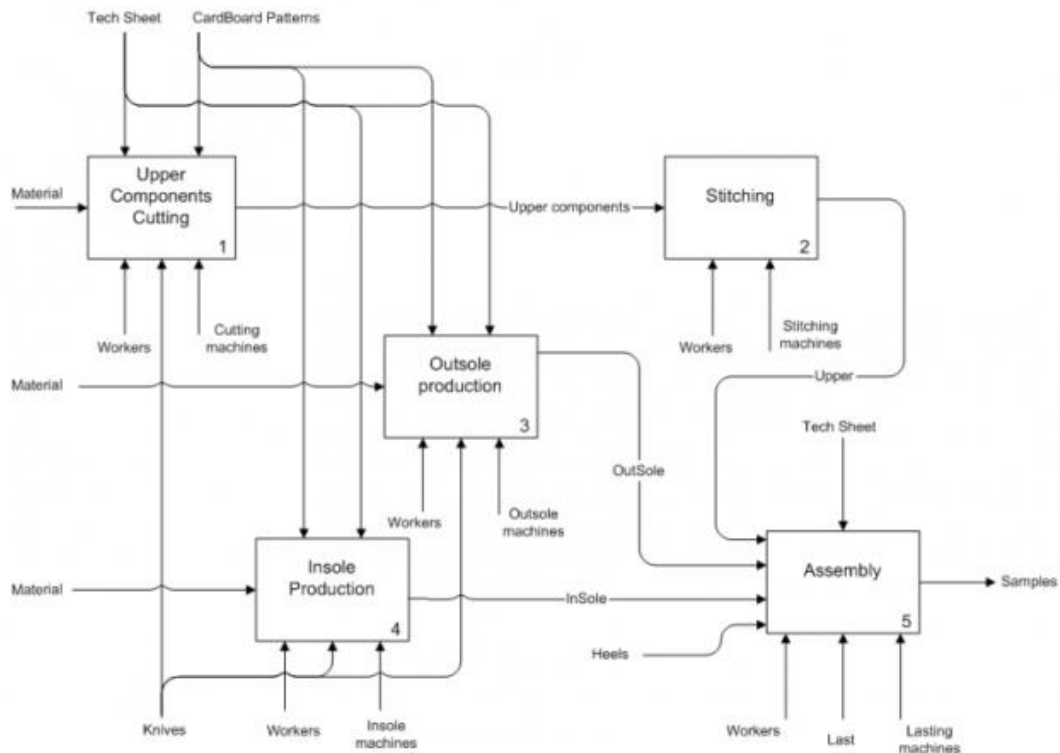 Tech Sheet
CardBoard Patterns
Material
Upper
Components
Cutting
1
Upper components
Stitching
2
Workers
Cutting
machines
Workers
Stitching
machines
Material
Outsole
production
3
Upper
Tech Sheet
OutSole
Workers
Outsole
machines
Material
Insole
Production
4
InSole
Assembly
5
Samples
Heels
Knives
Workers
Insole
machines
Workers
Last
Lasting
machines